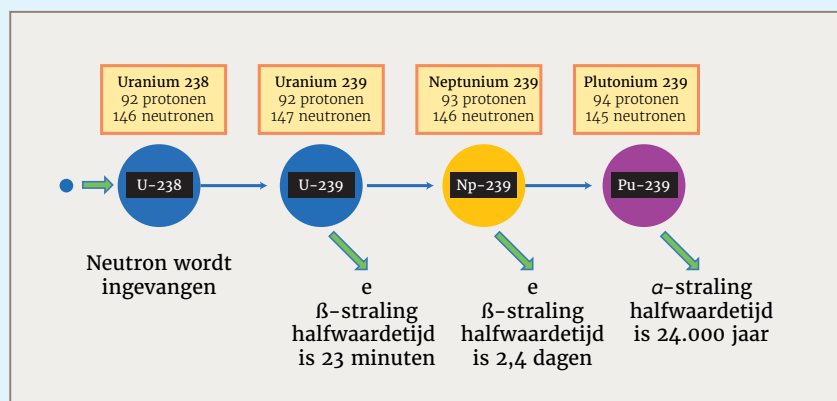 Uranium 238
92 protonen
146 neutronen
Uranium 239
92 protonen
147 neutronen
Neptunium 239
93 protonen
146 neutronen
Plutonium 239
94 protonen
145 neutronen
U-238
U-239
Np-239
Pu-239
Neutron wordt
ingevangen
e
ß-straling
halfwaardetijd
is 23 minuten
e
ß-straling
halfwaardetijd
is 2,4 dagen
α-straling
halfwaardetijd
is 24.000 jaar